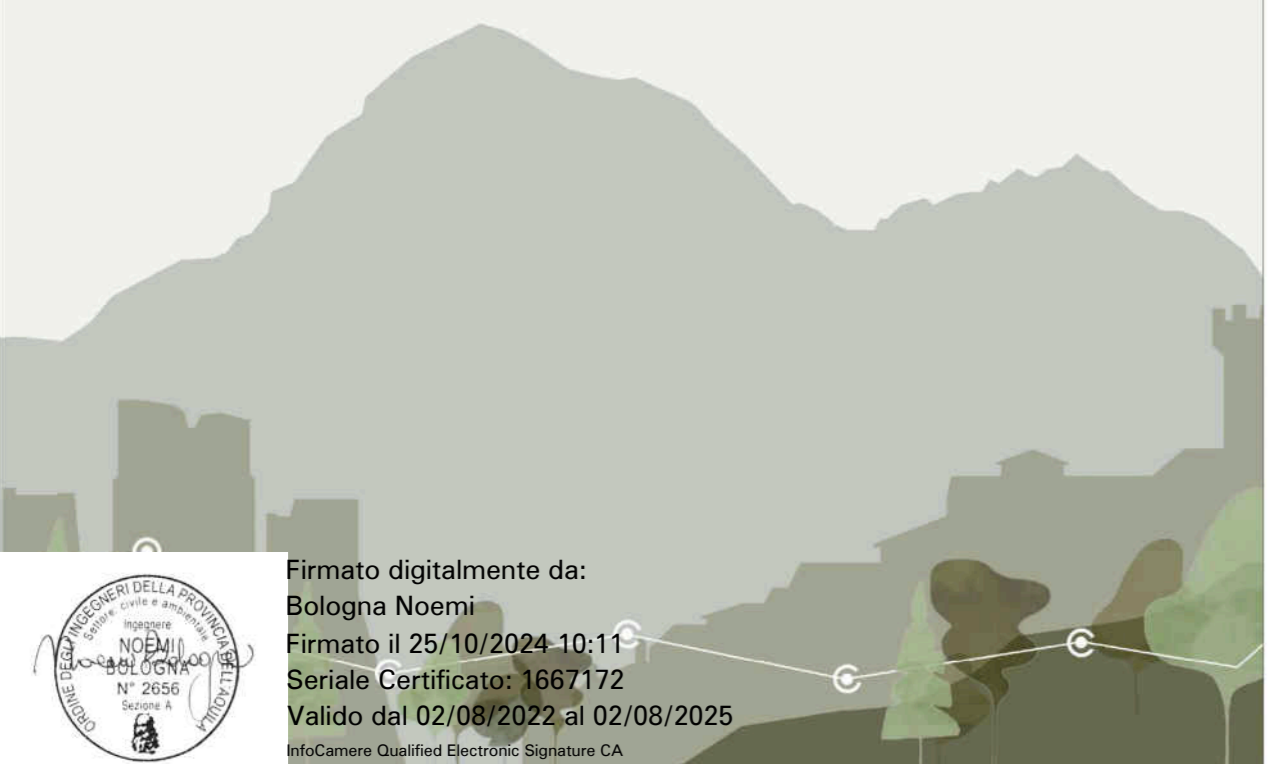 ORDINE DEGLI INGEGNERI DELLA PROVINCIA DELL'AQUILA
Settore: civile e ambientale
Ingegnere
NOEMI
BOLOGNA
N° 2656
Sezione A
Firmato digitalmente da:
Bologna Noemi
Firmato il 25/10/2024 10:11
Seriale Certificato: 1667172
Valido dal 02/08/2022 al 02/08/2025
InfoCamere Qualified Electronic Signature CA